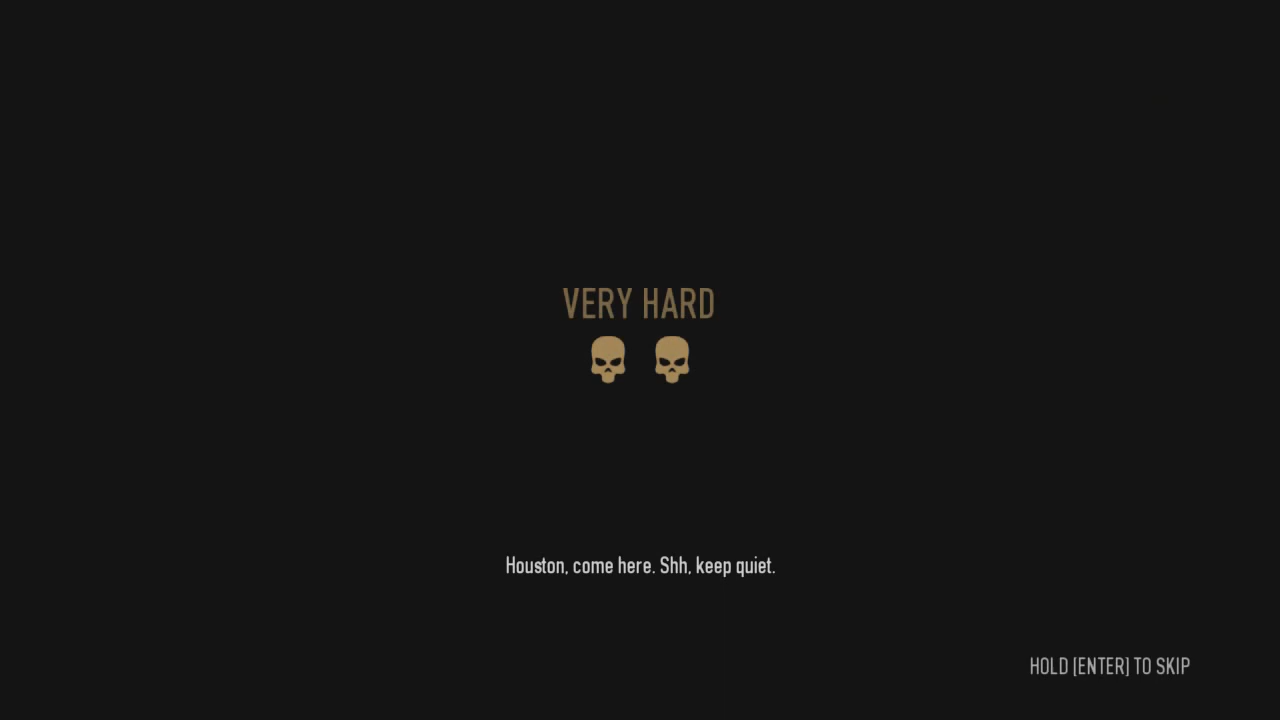 VERY HARD
Houston, come here. Shh, keep quiet.
HOLD [ENTER] TO SKIP